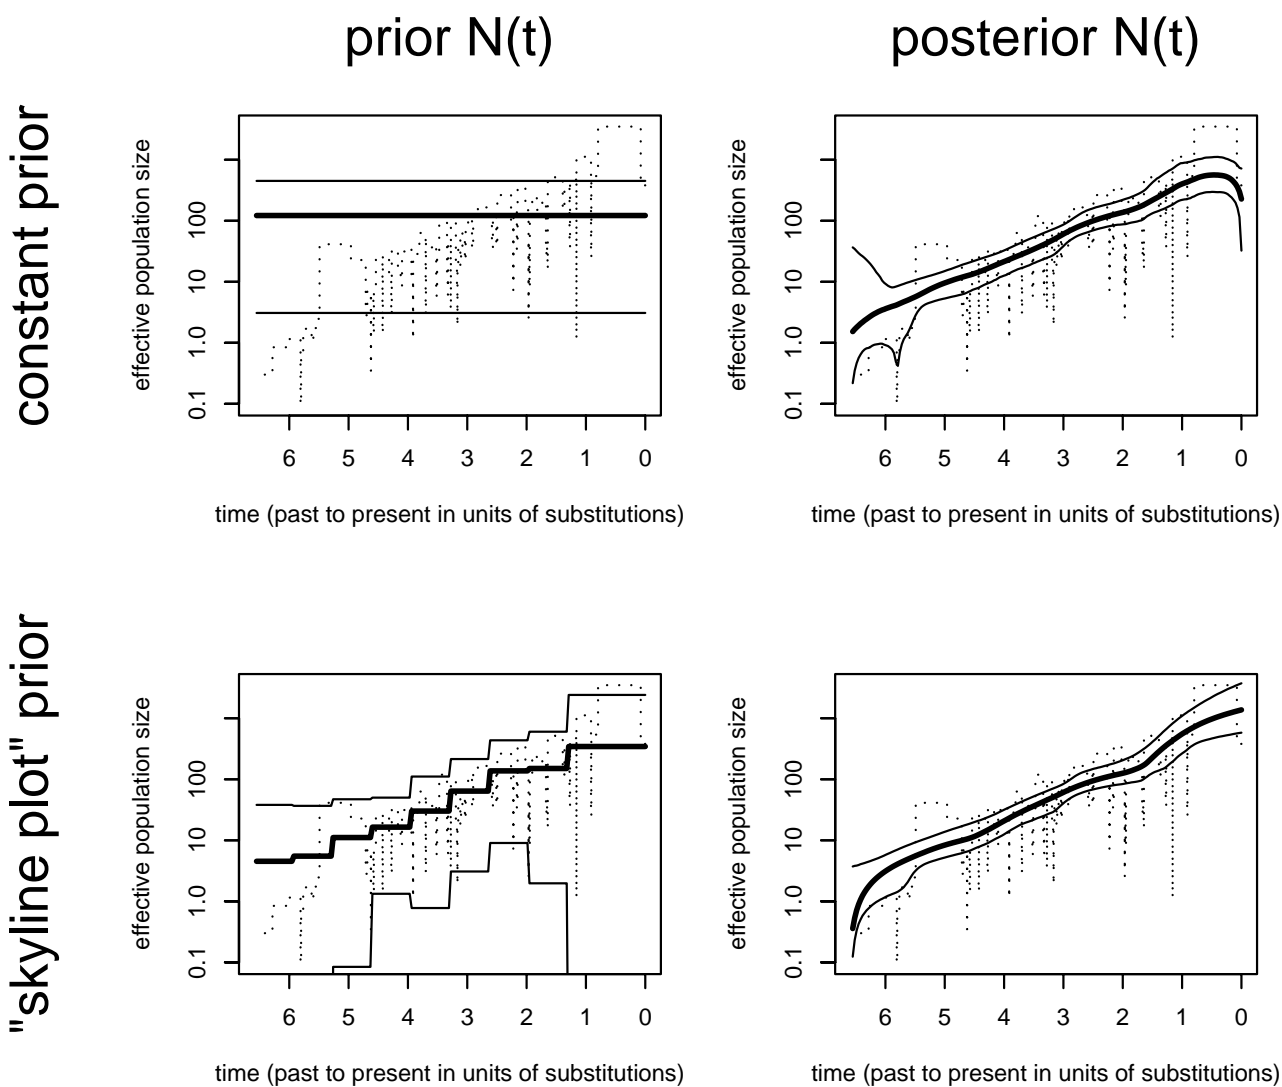 prior N(t)
posterior N(t)
constant prior
effective population size
100
10
1.0
0.1
6 5 4 3 2 1 0
time (past to present in units of substitutions)
effective population size
100
10
1.0
0.1
6 5 4 3 2 1 0
time (past to present in units of substitutions)
"skyline plot" prior
effective population size
100
10
1.0
0.1
6 5 4 3 2 1 0
time (past to present in units of substitutions)
effective population size
100
10
1.0
0.1
6 5 4 3 2 1 0
time (past to present in units of substitutions)